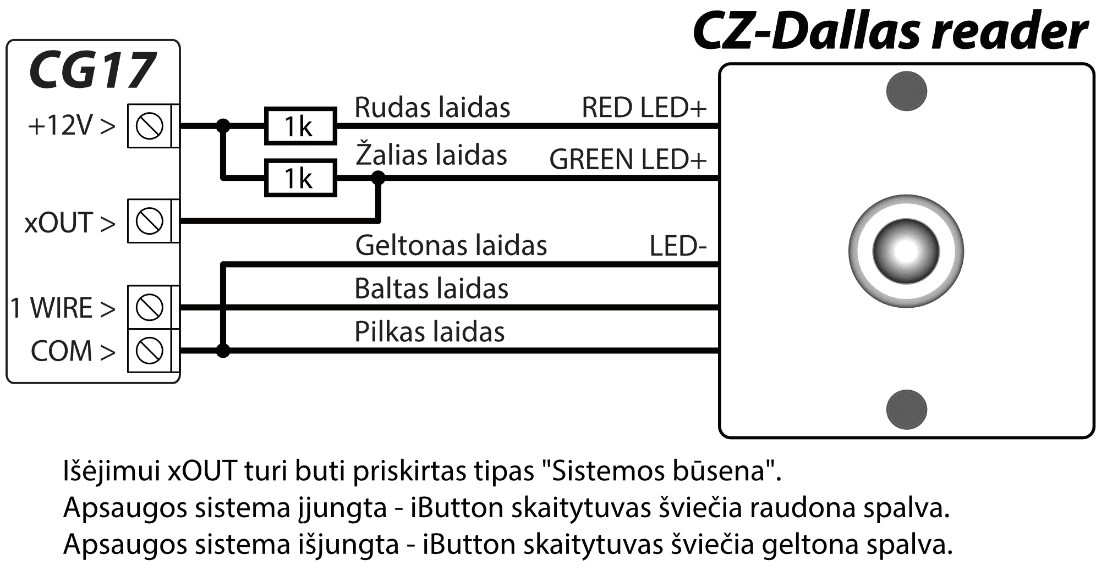 CZ-Dallas reader
CG17
+12V >
1k
Rudas laidas
RED LED+
1k
Žalias laidas
GREEN LED+
xOUT >
Geltonas laidas
LED-
1 WIRE >
Baltas laidas
COM >
Pilkas laidas
Išėjimui xOUT turi buti priskirtas tipas "Sistemos būsena".
Apsaugos sistema įjungta - iButton skaitytuvas šviečia raudona spalva.
Apsaugos sistema išjungta - iButton skaitytuvas šviečia geltona spalva.